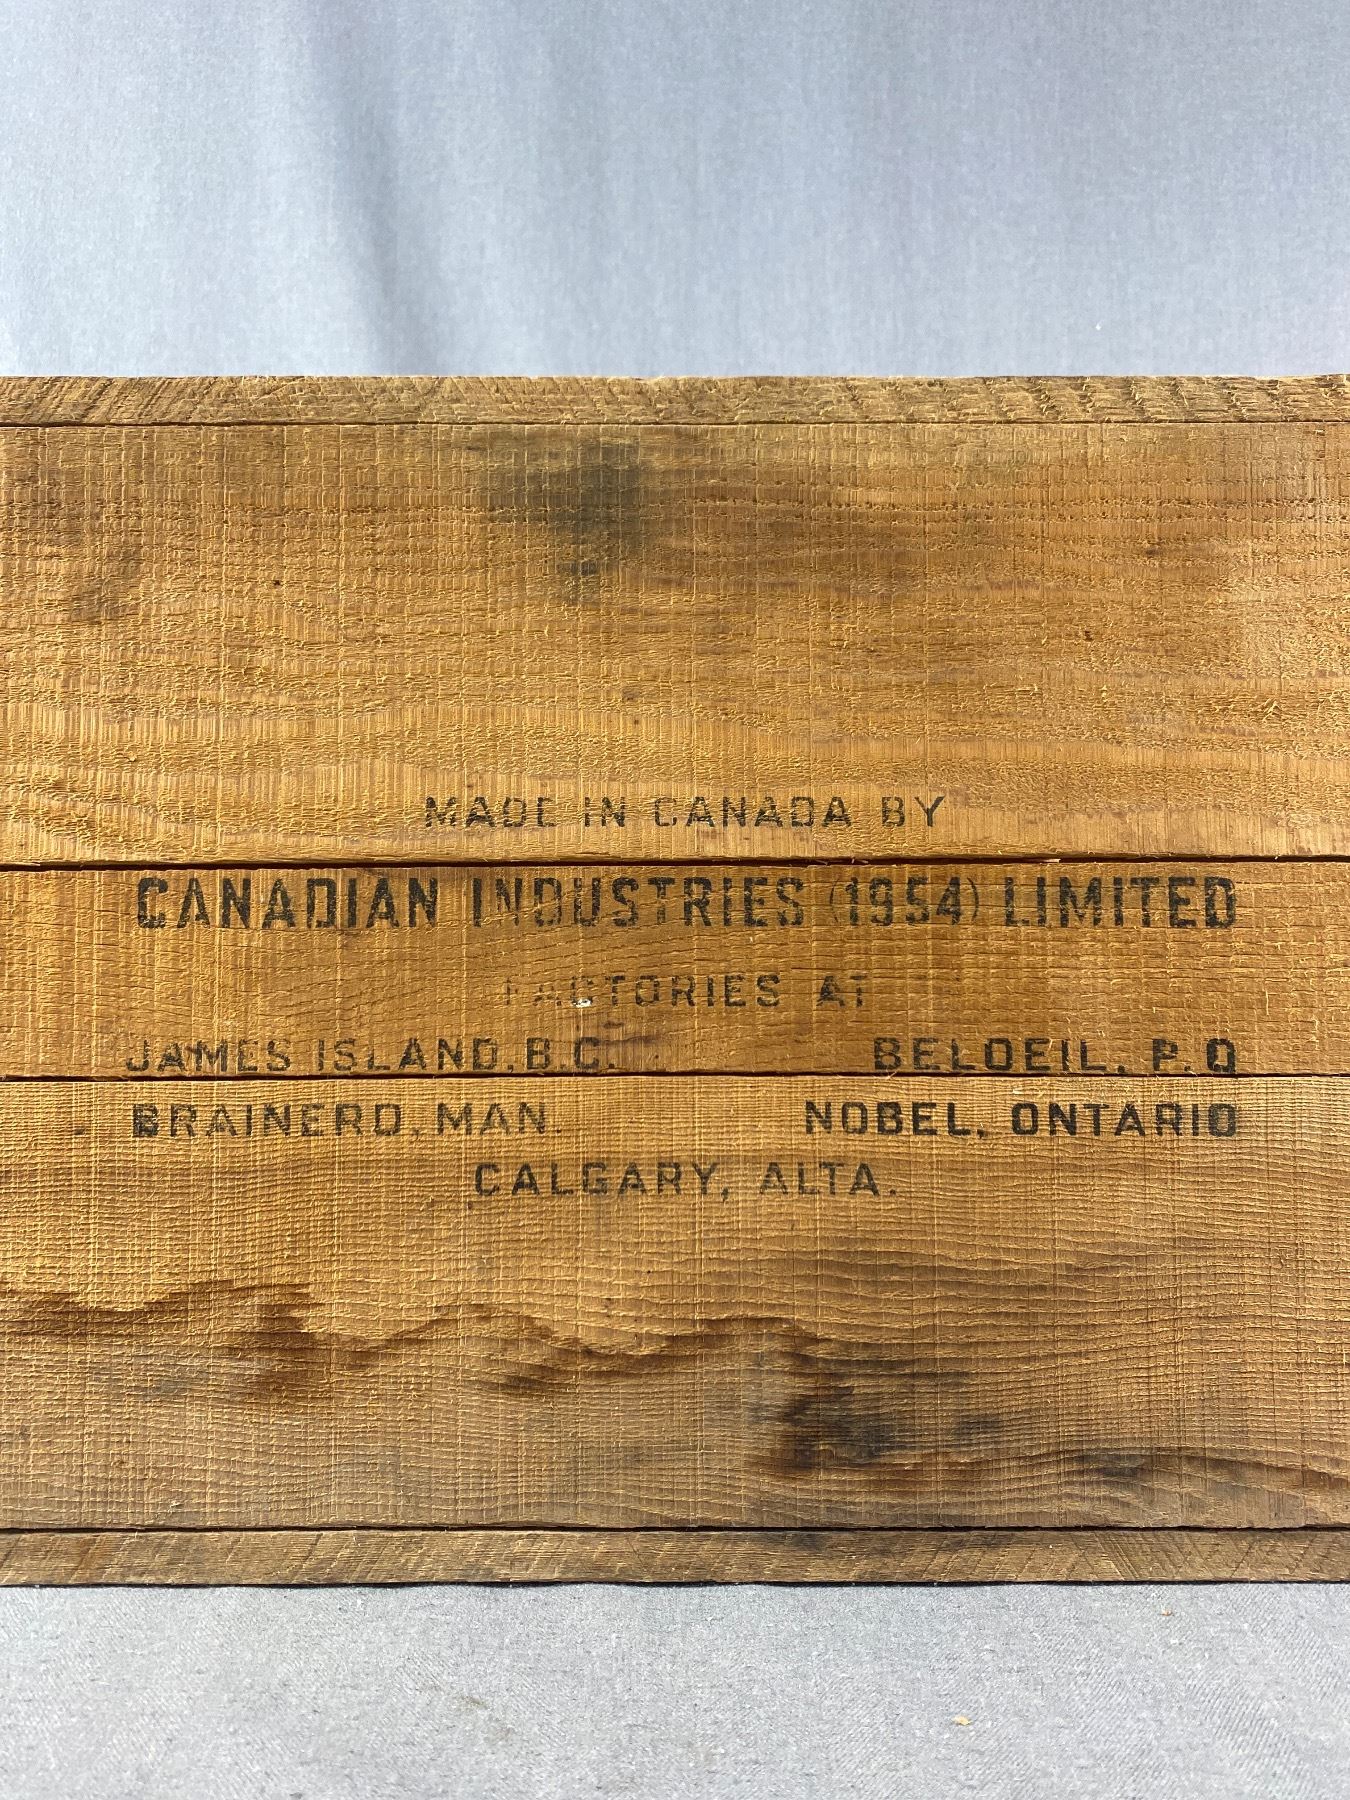 MADE IN CANADA BY
CANADIAN INDUSTRIES (1954) LIMITED
FACTORIES AT
JAMES ISLAND, B.C. BELOEIL, P.Q
BRAINERD, MAN. NOBEL, ONTARIO
CALGARY, ALTA.